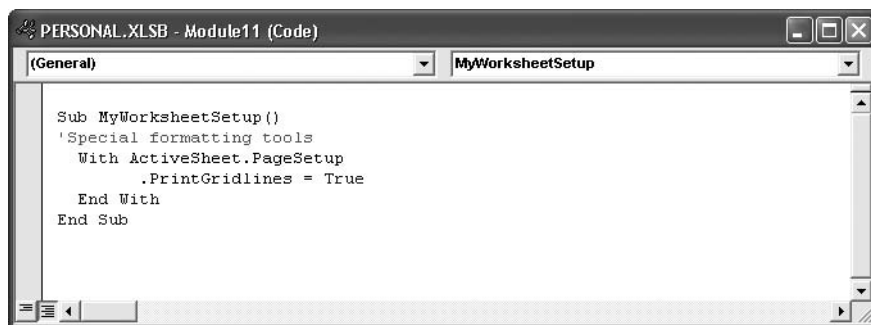 PERSONAL.XLSB - Module11 (Code)
(General) MyWorksheetSetup
Sub MyWorksheetSetup()
'Special formatting tools
With ActiveSheet.PageSetup
.PrintGridlines = True
End With
End Sub